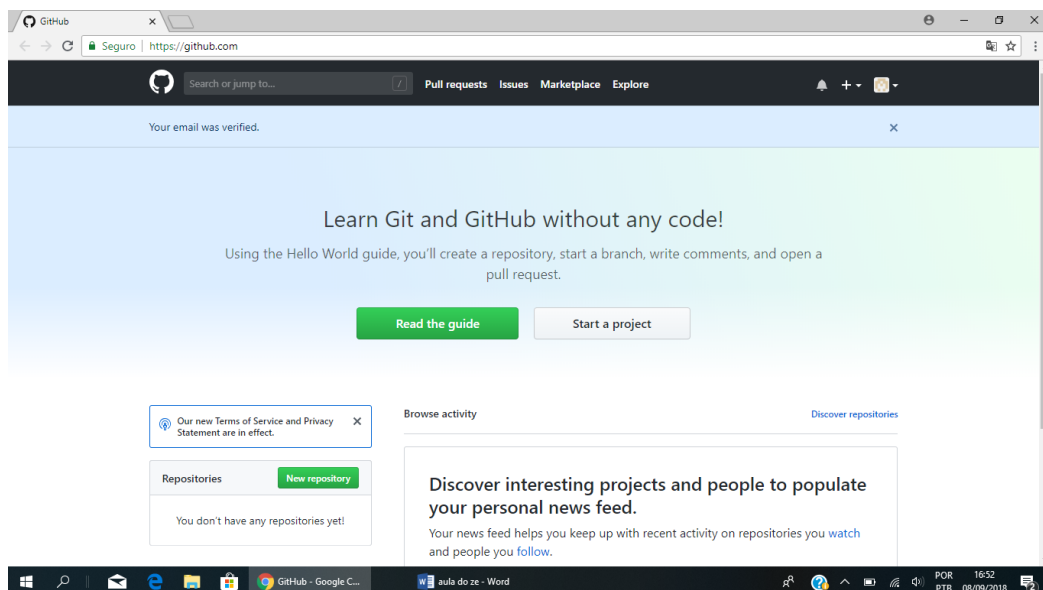 GitHub
Seguro
https://github.com
Search or jump to...
/
Pull requests Issues Marketplace Explore
Your email was verified.
Learn Git and GitHub without any code!
Using the Hello World guide, you'll create a repository, start a branch, write comments, and open a
pull request.
Read the guide
Start a project
Our new Terms of Service and Privacy
Statement are in effect.
Repositories
New repository
You don't have any repositories yet!
Browse activity
Discover repositories
Discover interesting projects and people to populate
your personal news feed.
Your news feed helps you keep up with recent activity on repositories you watch
and people you follow.
GitHub - Google C...
aula do ze - Word
POR
PTB
16:52
08/09/2018
2